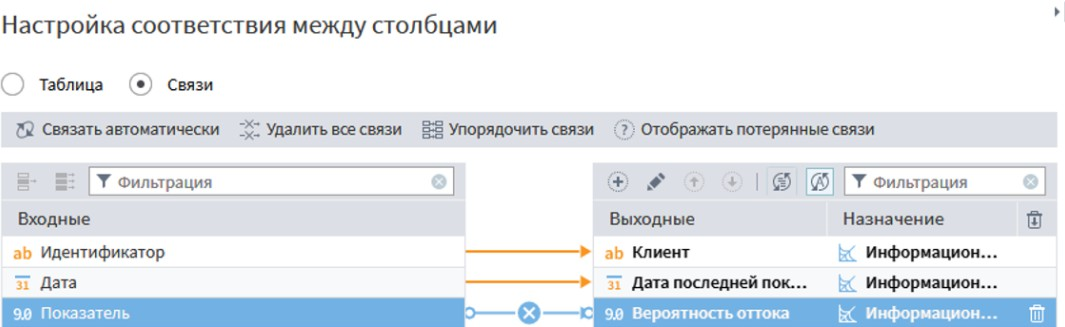 Настройка соответствия между столбцами
Таблица Связи
Связать автоматически Удалить все связи Упорядочить связи ? Отображать потерянные связи
Фильтрация Фильтрация
Входные Выходные Назначение
ab Идентификатор ab Клиент Информацион...
31 Дата 31 Дата последней пок... Информацион...
9.0 Показатель 9.0 Вероятность оттока Информацион...